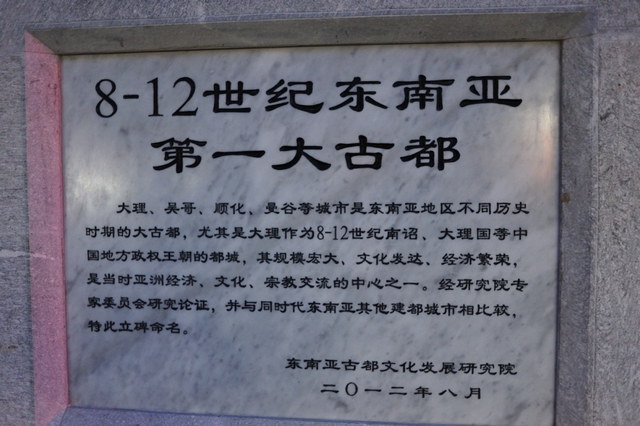 8-12世纪东南亚
第一大古都
大理、吴哥、顺化、曼谷等城市是东南亚地区不同历史
时期的大古都，尤其是大理作为8-12世纪南诏、大理国等中
国地方政权王朝的都城，其规模宏大、文化发达、经济繁荣，
是当时亚洲经济、文化、宗教交流的中心之一。经研究院专
家委员会研究论证，并与同时代东南亚其他建都城市相比较，
特此立碑命名。
东南亚古都文化发展研究院
二〇一二年八月